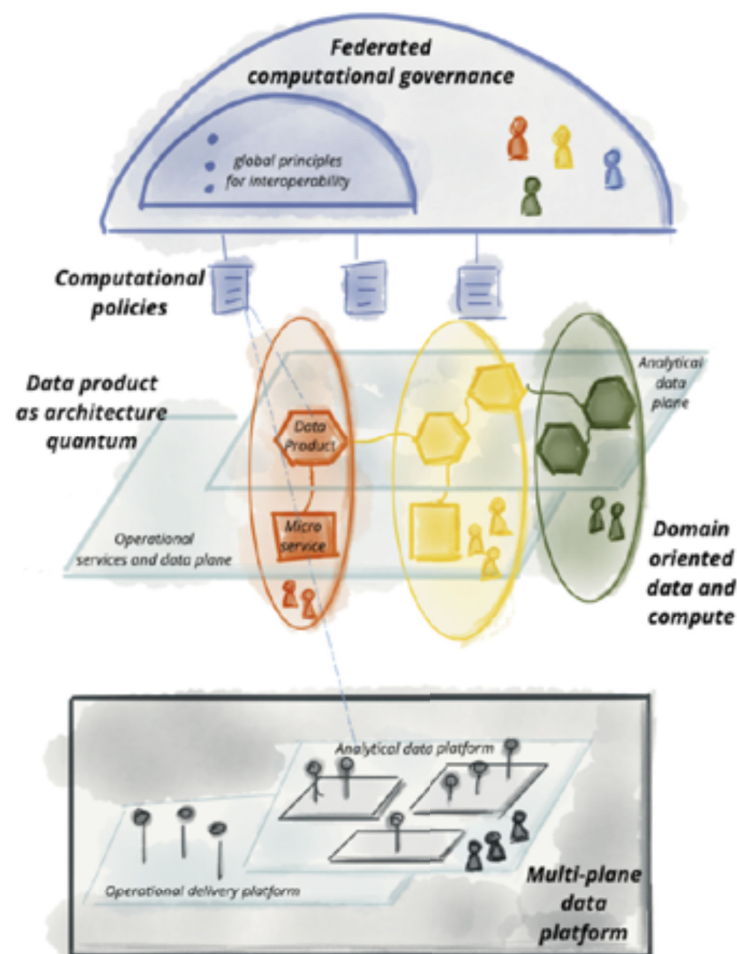 Federated
computational governance
global principles
for interoperability
Computational
policies
Data product
as architecture
quantum
Analytical
data
plane
Data
Product
Operational
services and data plane
Micro
service
Domain
oriented
data and
compute
Analytical data platform
Operational delivery platform
Multi-plane
data
platform